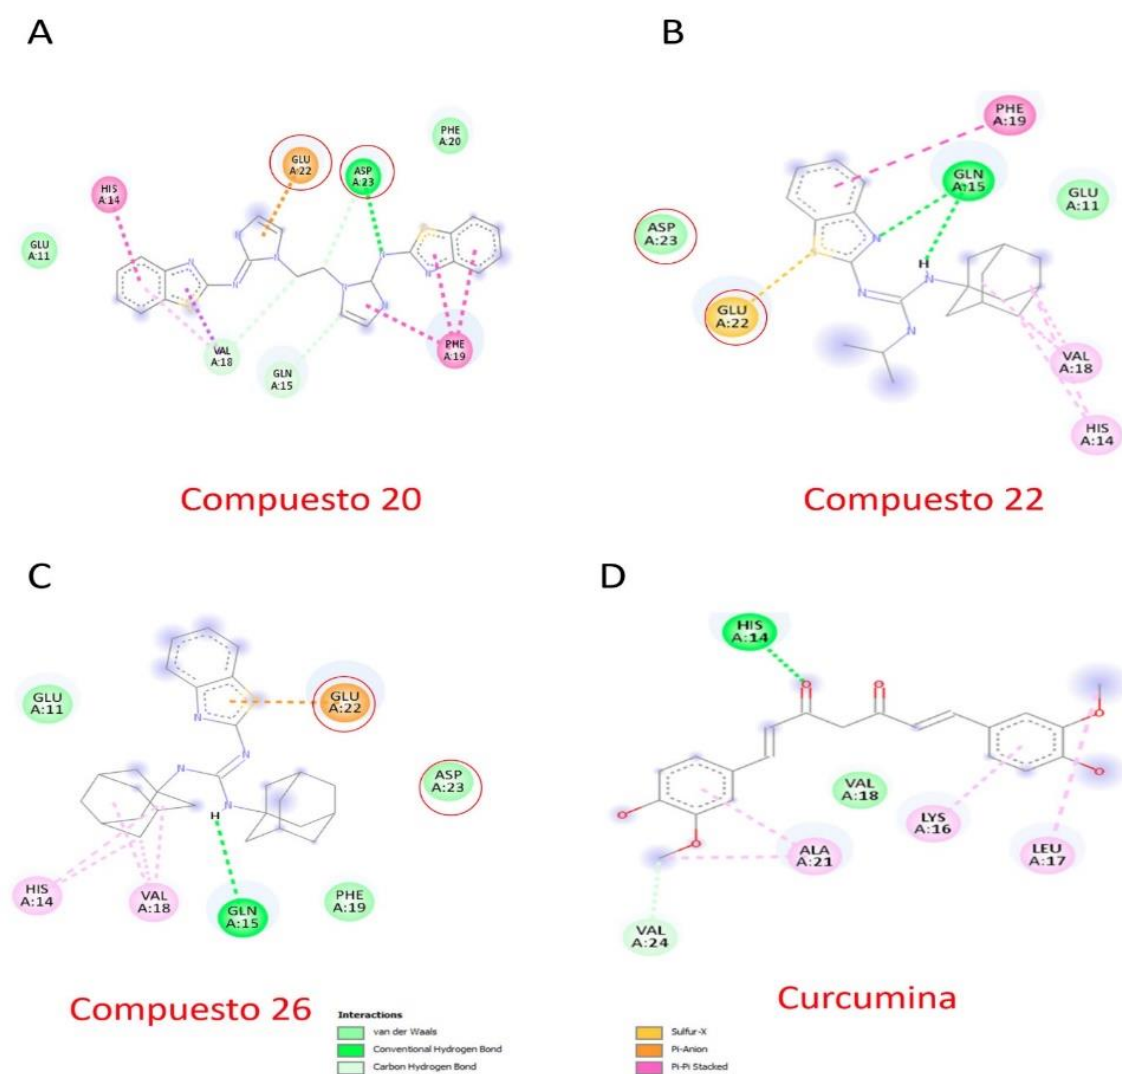 A
PHE
A:20
GLU
A:22
ASP
A:23
HIS
A:14
GLU
A:11
N
N
N
N
N
N
N
N
S
S
VAL
A:18
GLN
A:15
PHE
A:19
Compuesto 20
B
PHE
A:19
GLN
A:15
GLU
A:11
ASP
A:23
GLU
A:22
N
S
H
N
N
N
VAL
A:18
HIS
A:14
Compuesto 22
C
GLU
A:11
GLU
A:22
ASP
A:23
N
S
N
N
N
H
HIS
A:14
VAL
A:18
GLN
A:15
PHE
A:19
Compuesto 26
D
HIS
A:14
O
O
O
O
O
O
VAL
A:18
LYS
A:16
ALA
A:21
LEU
A:17
VAL
A:24
Curcumina
Interactions
van der Waals
Conventional Hydrogen Bond
Carbon Hydrogen Bond
Sulfur-X
Pi-Anion
Pi-Pi Stacked